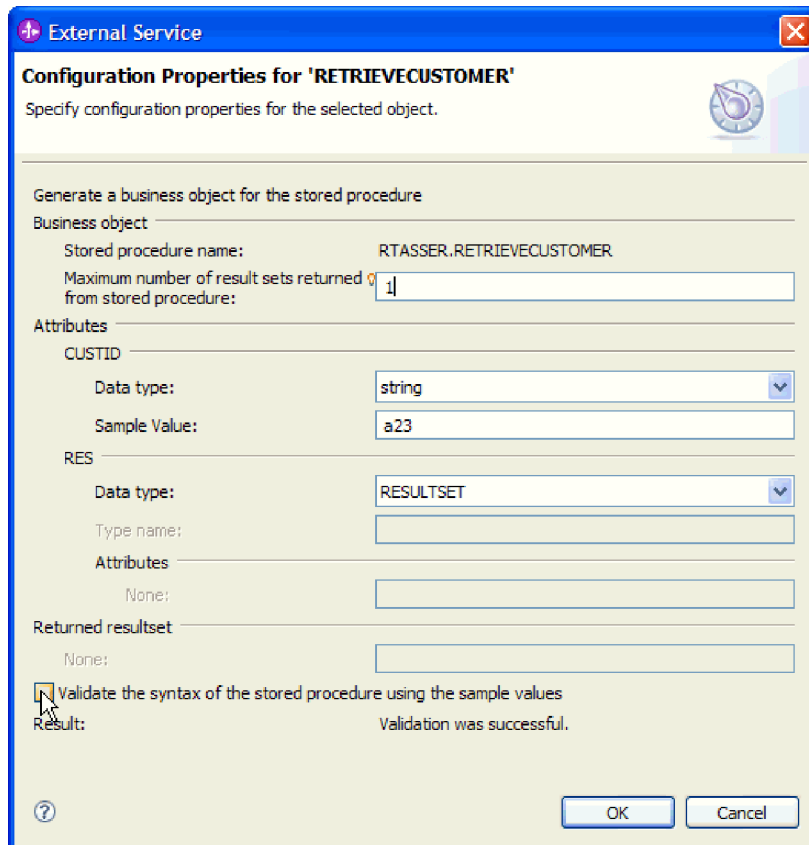 External Service
Configuration Properties for 'RETRIEVECUSTOMER'
Specify configuration properties for the selected object.
Generate a business object for the stored procedure
Business object
Stored procedure name: RTASSER.RETRIEVECUSTOMER
Maximum number of result sets returned
from stored procedure: 1
Attributes
CUSTID
Data type: string
Sample Value: a23
RES
Data type: RESULTSET
Type name:
Attributes
None:
Returned resultset
None:
Validate the syntax of the stored procedure using the sample values
Result: Validation was successful.
OK Cancel